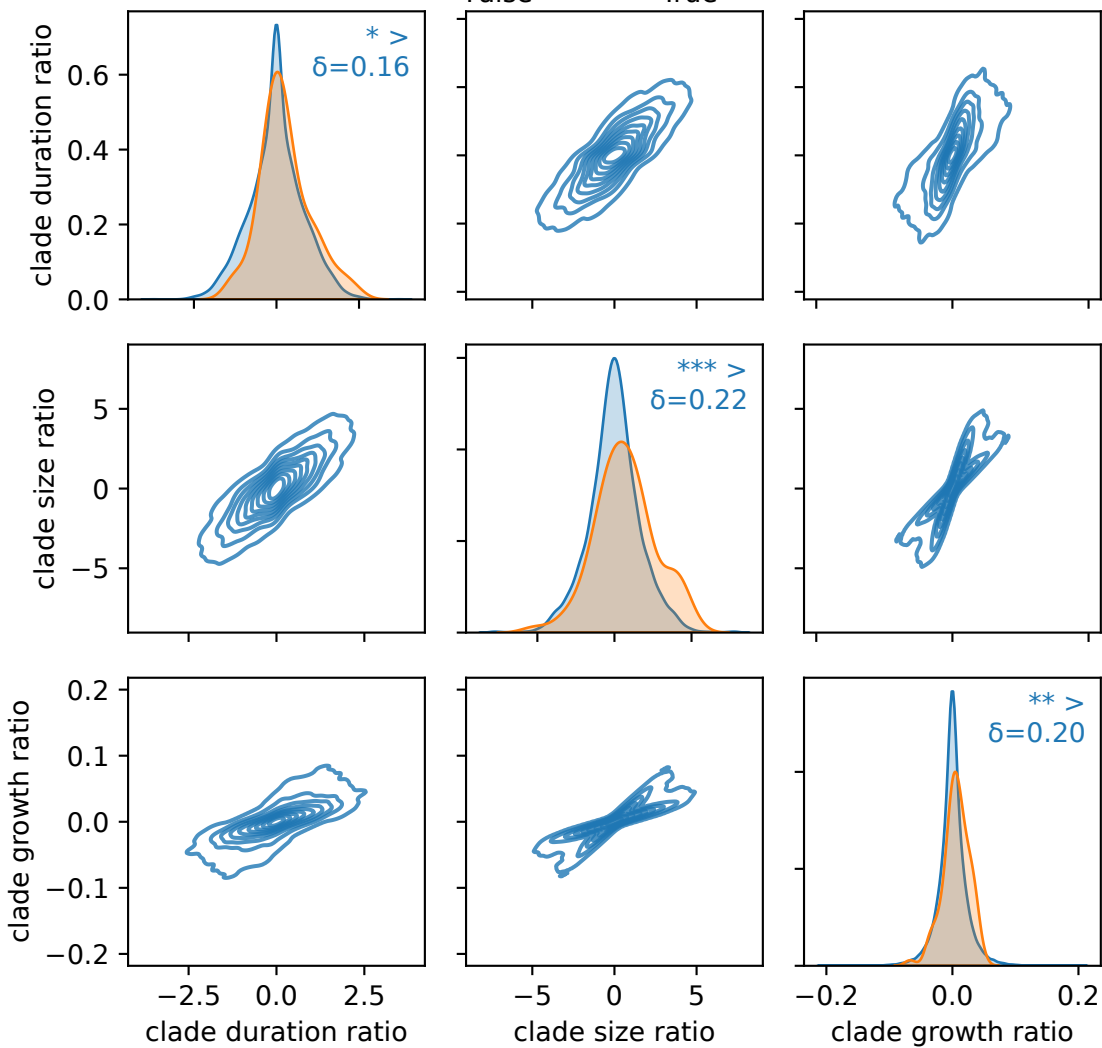 clade duration ratio
0.6
0.4
0.2
0.0
* >
δ=0.16
clade size ratio
5
0
−5
*** >
δ=0.22
clade growth ratio
0.2
0.1
0.0
−0.1
−0.2
** >
δ=0.20
−2.5 0.0 2.5
−5 0 5
−0.2 0.0 0.2
clade duration ratio
clade size ratio
clade growth ratio